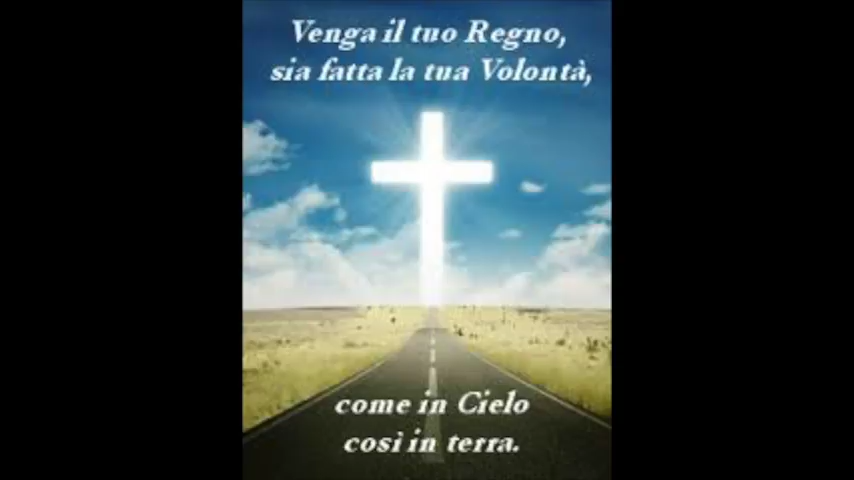 Venga il tuo Regno,
sia fatta la tua Volontà,
come in Cielo
così in terra.